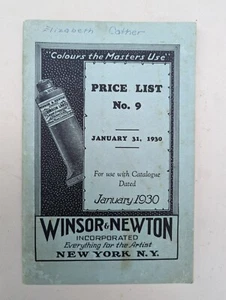 Elizabeth Cather
"Colours the Masters Use"
PRICE LIST
No. 9
JANUARY 31, 1930
For use with Catalogue
Dated
January 1930
WINSOR & NEWTON
INCORPORATED
Everything for the Artist
NEW YORK N.Y.